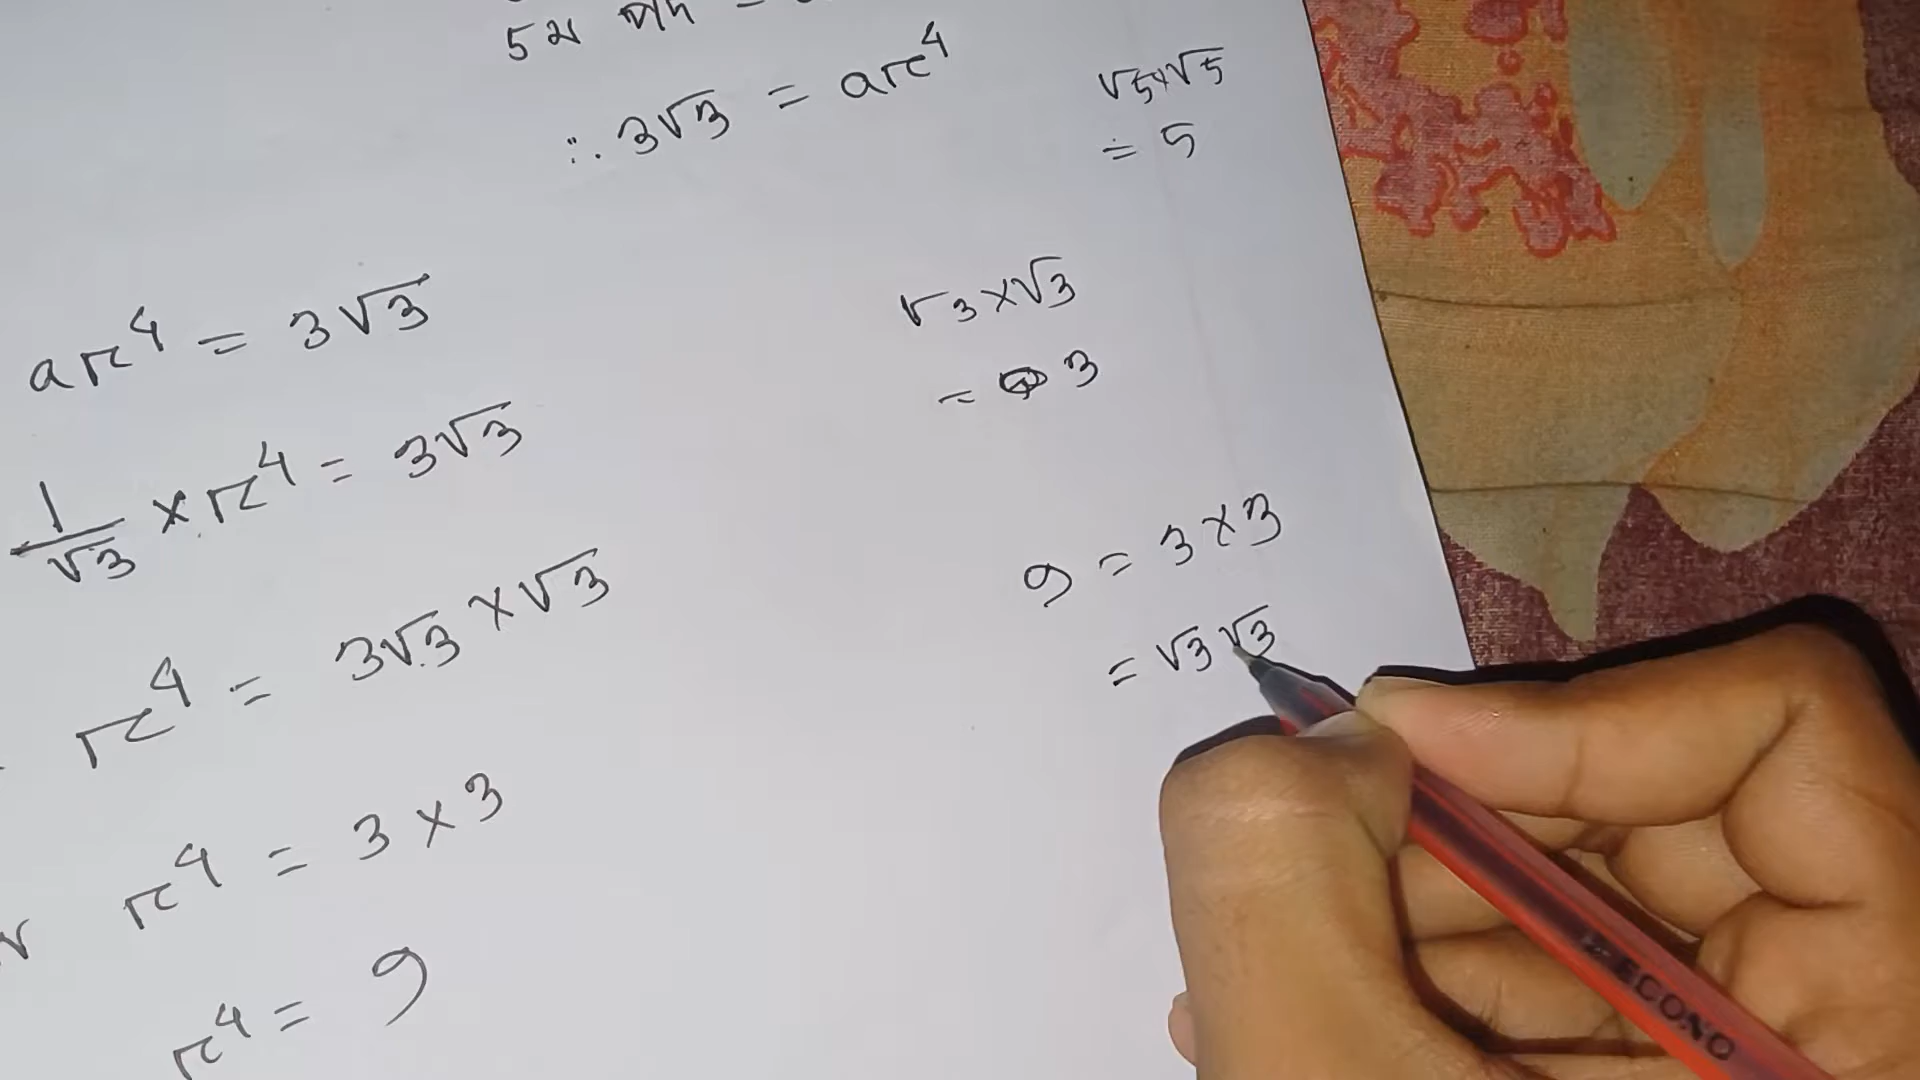 5ম পদ =
∴ 3√3 = ar⁴
√5×√5
= 5
ar⁴ = 3√3
√3×√3
= 3
1/√3 × r⁴ = 3√3
9 = 3×3
= √3√3
r⁴ = 3√3×√3
r⁴ = 3×3
r⁴ = 9
ECONO